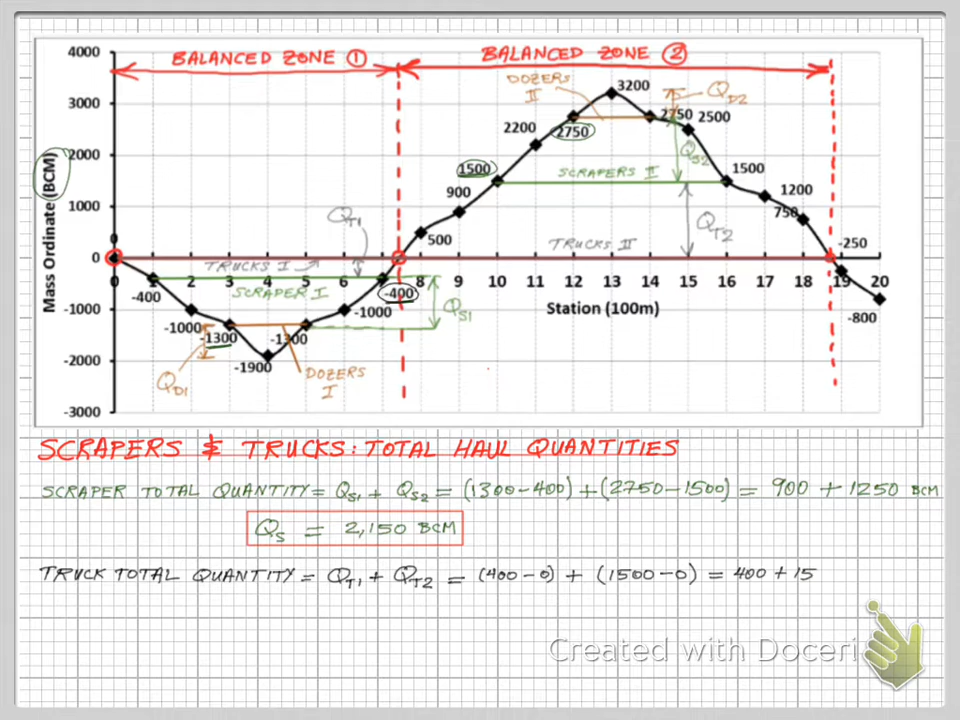 BALANCED ZONE ①
BALANCED ZONE ②
4000
3000
2000
1000
0
-1000
-2000
-3000
Mass Ordinate (BCM)
DOZERS
II
3200
QD2
2750
2750
2500
2200
QS2
1500
SCRAPERS II
1500
900
1200
QT1
750
QT2
0
500
TRUCKS II
-250
TRUCKS I
0 1 2 3 4 5 6 7 8 9 10 11 12 13 14 15 16 17 18 19 20
-400
SCRAPER I
-400
Station (100m)
-1000
-1000
QS1
-800
-1300
-1300
-1900
QD1
DOZERS
I
SCRAPERS & TRUCKS: TOTAL HAUL QUANTITIES
SCRAPER TOTAL QUANTITY = QS1 + QS2 = (1300-400) + (2750-1500) = 900 + 1250 BCM
QS = 2,150 BCM
TRUCK TOTAL QUANTITY = QT1 + QT2 = (400-0) + (1500-0) = 400 + 15
Created with Doceri